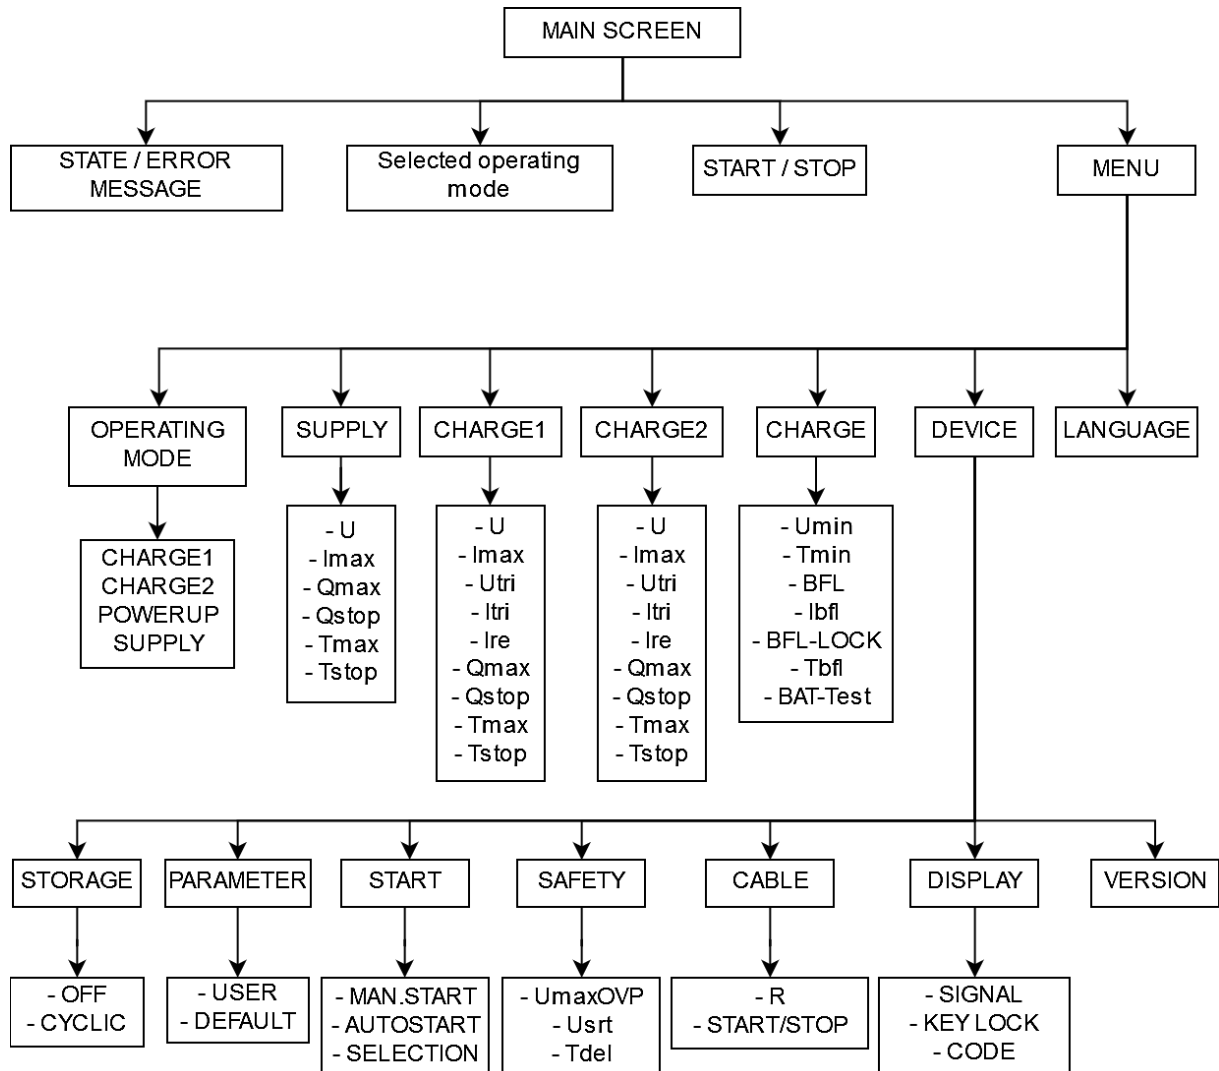 MAIN SCREEN
STATE / ERROR
MESSAGE
Selected operating
mode
START / STOP
MENU
OPERATING
MODE
SUPPLY
CHARGE1
CHARGE2
CHARGE
DEVICE
LANGUAGE
CHARGE1
CHARGE2
POWERUP
SUPPLY
- U
- Imax
- Qmax
- Qstop
- Tmax
- Tstop
- U
- Imax
- Utri
- Itri
- Ire
- Qmax
- Qstop
- Tmax
- Tstop
- U
- Imax
- Utri
- Itri
- Ire
- Qmax
- Qstop
- Tmax
- Tstop
- Umin
- Tmin
- BFL
- Ibfl
- BFL-LOCK
- Tbfl
- BAT-Test
STORAGE
PARAMETER
START
SAFETY
CABLE
DISPLAY
VERSION
- OFF
- CYCLIC
- USER
- DEFAULT
- MAN.START
- AUTOSTART
- SELECTION
- UmaxOVP
- Usrt
- Tdel
- R
- START/STOP
- SIGNAL
- KEY LOCK
- CODE